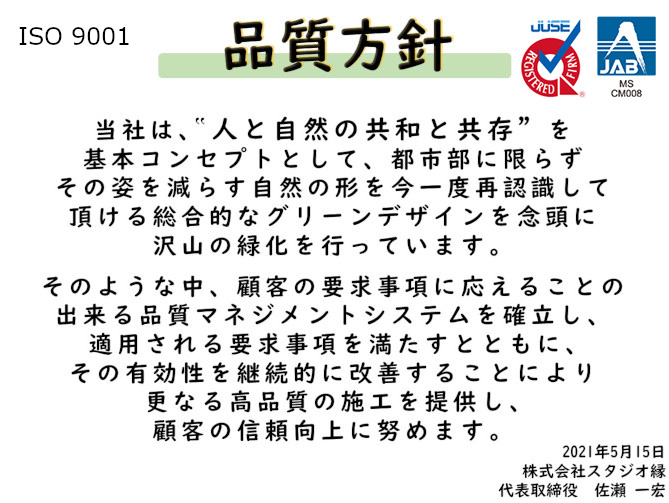 ISO 9001
品質方針
JUSE
REGISTERED FIRM
®
JAB
MS
CM008
当社は、“人と自然の共和と共存”を
基本コンセプトとして、都市部に限らず
その姿を減らす自然の形を今一度再認識して
頂ける総合的なグリーンデザインを念頭に
沢山の緑化を行っています。
そのような中、顧客の要求事項に応えることの
出来る品質マネジメントシステムを確立し、
適用される要求事項を満たすとともに、
その有効性を継続的に改善することにより
更なる高品質の施工を提供し、
顧客の信頼向上に努めます。
2021年5月15日
株式会社スタジオ縁
代表取締役　佐瀬 一宏